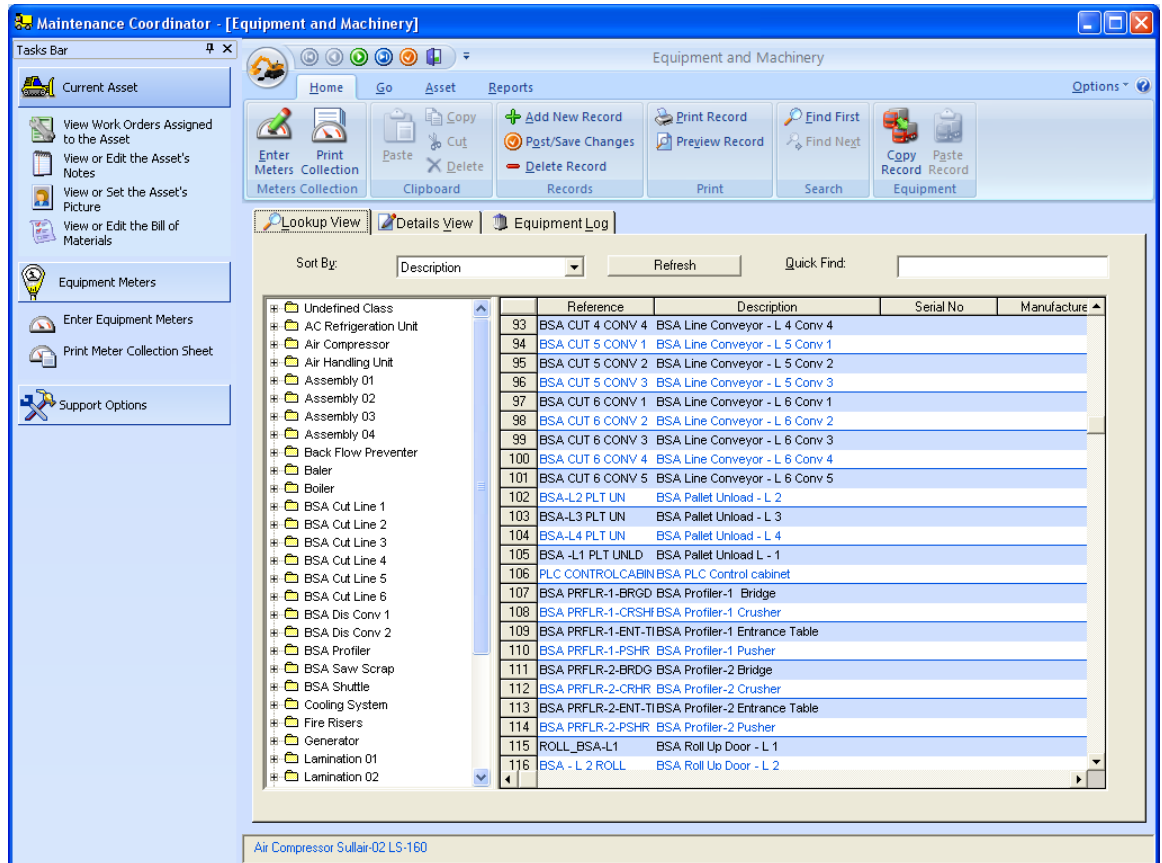 Maintenance Coordinator - [Equipment and Machinery]
Tasks Bar
Current Asset
View Work Orders Assigned
to the Asset
View or Edit the Asset's
Notes
View or Set the Asset's
Picture
View or Edit the Bill of
Materials
Equipment Meters
Enter Equipment Meters
Print Meter Collection Sheet
Support Options
Equipment and Machinery
Home Go Asset Reports Options
Enter
Meters
Print
Collection
Meters Collection
Paste
Copy
Cut
Delete
Clipboard
Add New Record
Post/Save Changes
Delete Record
Records
Print Record
Preview Record
Print
Find First
Find Next
Search
Copy
Record
Paste
Record
Equipment
Lookup View Details View Equipment Log
Sort By: Description Refresh Quick Find:
Undefined Class
AC Refrigeration Unit
Air Compressor
Air Handling Unit
Assembly 01
Assembly 02
Assembly 03
Assembly 04
Back Flow Preventer
Baler
Boiler
BSA Cut Line 1
BSA Cut Line 2
BSA Cut Line 3
BSA Cut Line 4
BSA Cut Line 5
BSA Cut Line 6
BSA Dis Conv 1
BSA Dis Conv 2
BSA Profiler
BSA Saw Scrap
BSA Shuttle
Cooling System
Fire Risers
Generator
Lamination 01
Lamination 02
Reference Description Serial No Manufacture
93 BSA CUT 4 CONV 4 BSA Line Conveyor - L 4 Conv 4
94 BSA CUT 5 CONV 1 BSA Line Conveyor - L 5 Conv 1
95 BSA CUT 5 CONV 2 BSA Line Conveyor - L 5 Conv 2
96 BSA CUT 5 CONV 3 BSA Line Conveyor - L 5 Conv 3
97 BSA CUT 6 CONV 1 BSA Line Conveyor - L 6 Conv 1
98 BSA CUT 6 CONV 2 BSA Line Conveyor - L 6 Conv 2
99 BSA CUT 6 CONV 3 BSA Line Conveyor - L 6 Conv 3
100 BSA CUT 6 CONV 4 BSA Line Conveyor - L 6 Conv 4
101 BSA CUT 6 CONV 5 BSA Line Conveyor - L 6 Conv 5
102 BSA-L2 PLT UN BSA Pallet Unload - L 2
103 BSA-L3 PLT UN BSA Pallet Unload - L 3
104 BSA-L4 PLT UN BSA Pallet Unload - L 4
105 BSA -L1 PLT UNLD BSA Pallet Unload L - 1
106 PLC CONTROLCABIN BSA PLC Control cabinet
107 BSA PRFLR-1-BRGD BSA Profiler-1 Bridge
108 BSA PRFLR-1-CRSHF BSA Profiler-1 Crusher
109 BSA PRFLR-1-ENT-TI BSA Profiler-1 Entrance Table
110 BSA PRFLR-1-PSHR BSA Profiler-1 Pusher
111 BSA PRFLR-2-BRDG BSA Profiler-2 Bridge
112 BSA PRFLR-2-CRHR BSA Profiler-2 Crusher
113 BSA PRFLR-2-ENT-TI BSA Profiler-2 Entrance Table
114 BSA PRFLR-2-PSHR BSA Profiler-2 Pusher
115 ROLL_BSA-L1 BSA Roll Up Door - L 1
116 BSA - L 2 ROLL BSA Roll Up Door - L 2
Air Compressor Sullair-02 LS-160